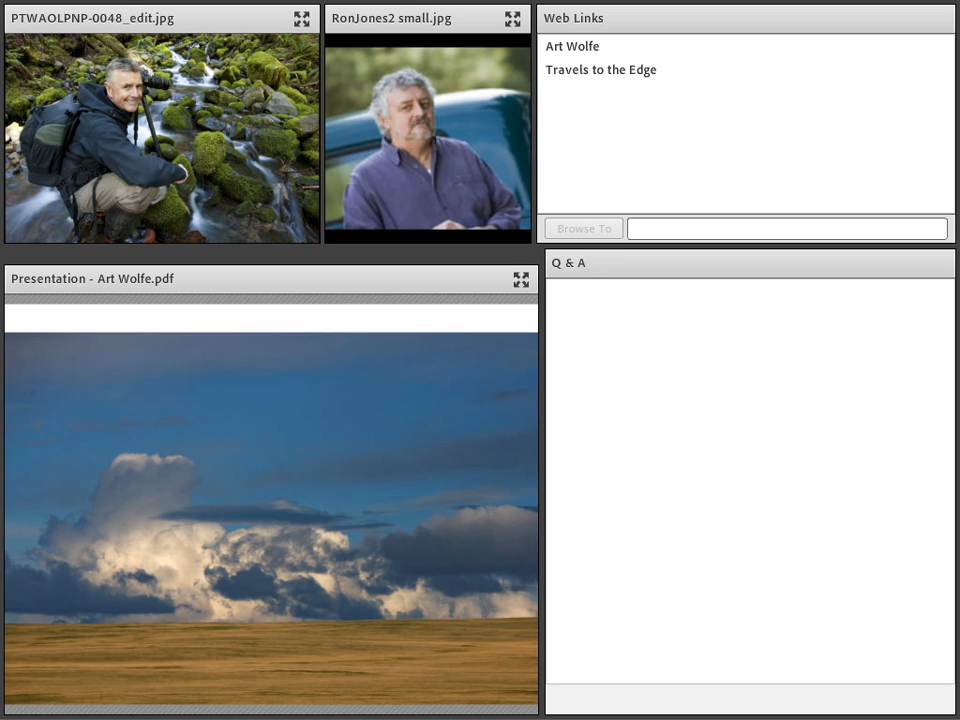 PTWAOLPNP-0048_edit.jpg
RonJones2 small.jpg
Web Links
Art Wolfe
Travels to the Edge
Browse To
Presentation - Art Wolfe.pdf
Q & A